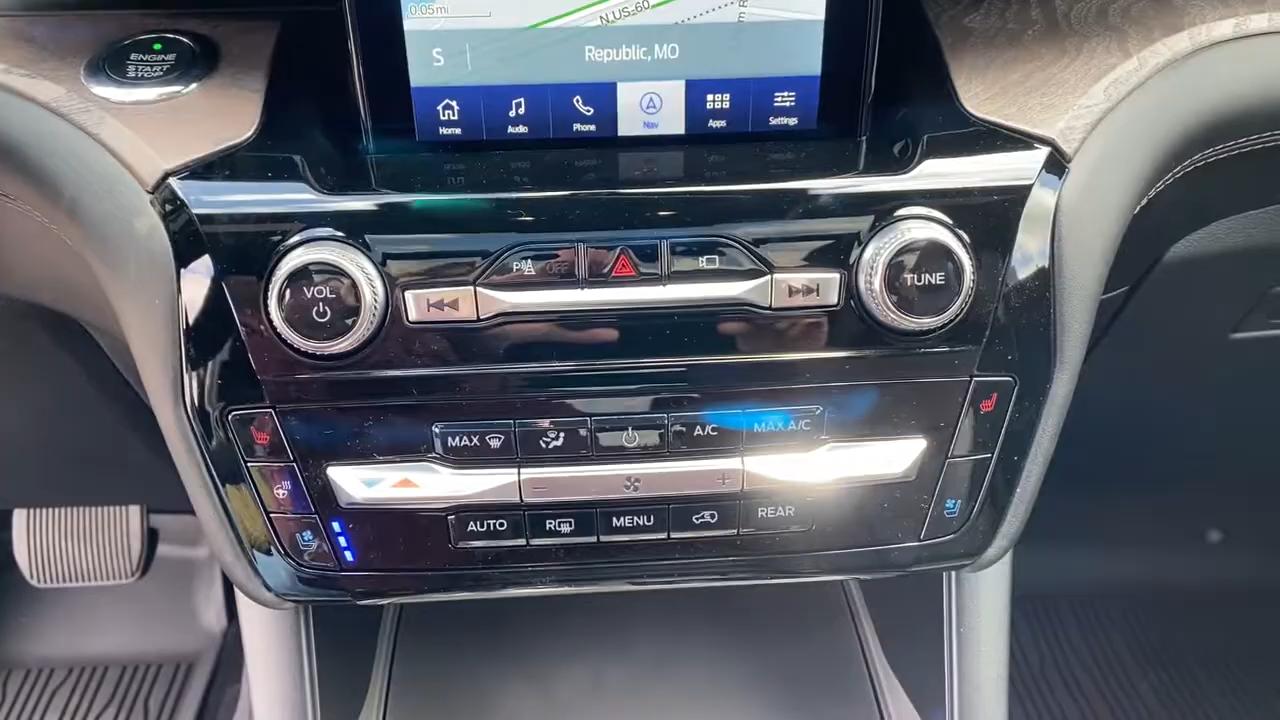 0.05mi
N US-60
S
Republic, MO
ENGINE
START
STOP
Home
Audio
Phone
Nav
Apps
Settings
VOL
P OFF
TUNE
MAX
A/C
MAX A/C
AUTO
R
MENU
REAR